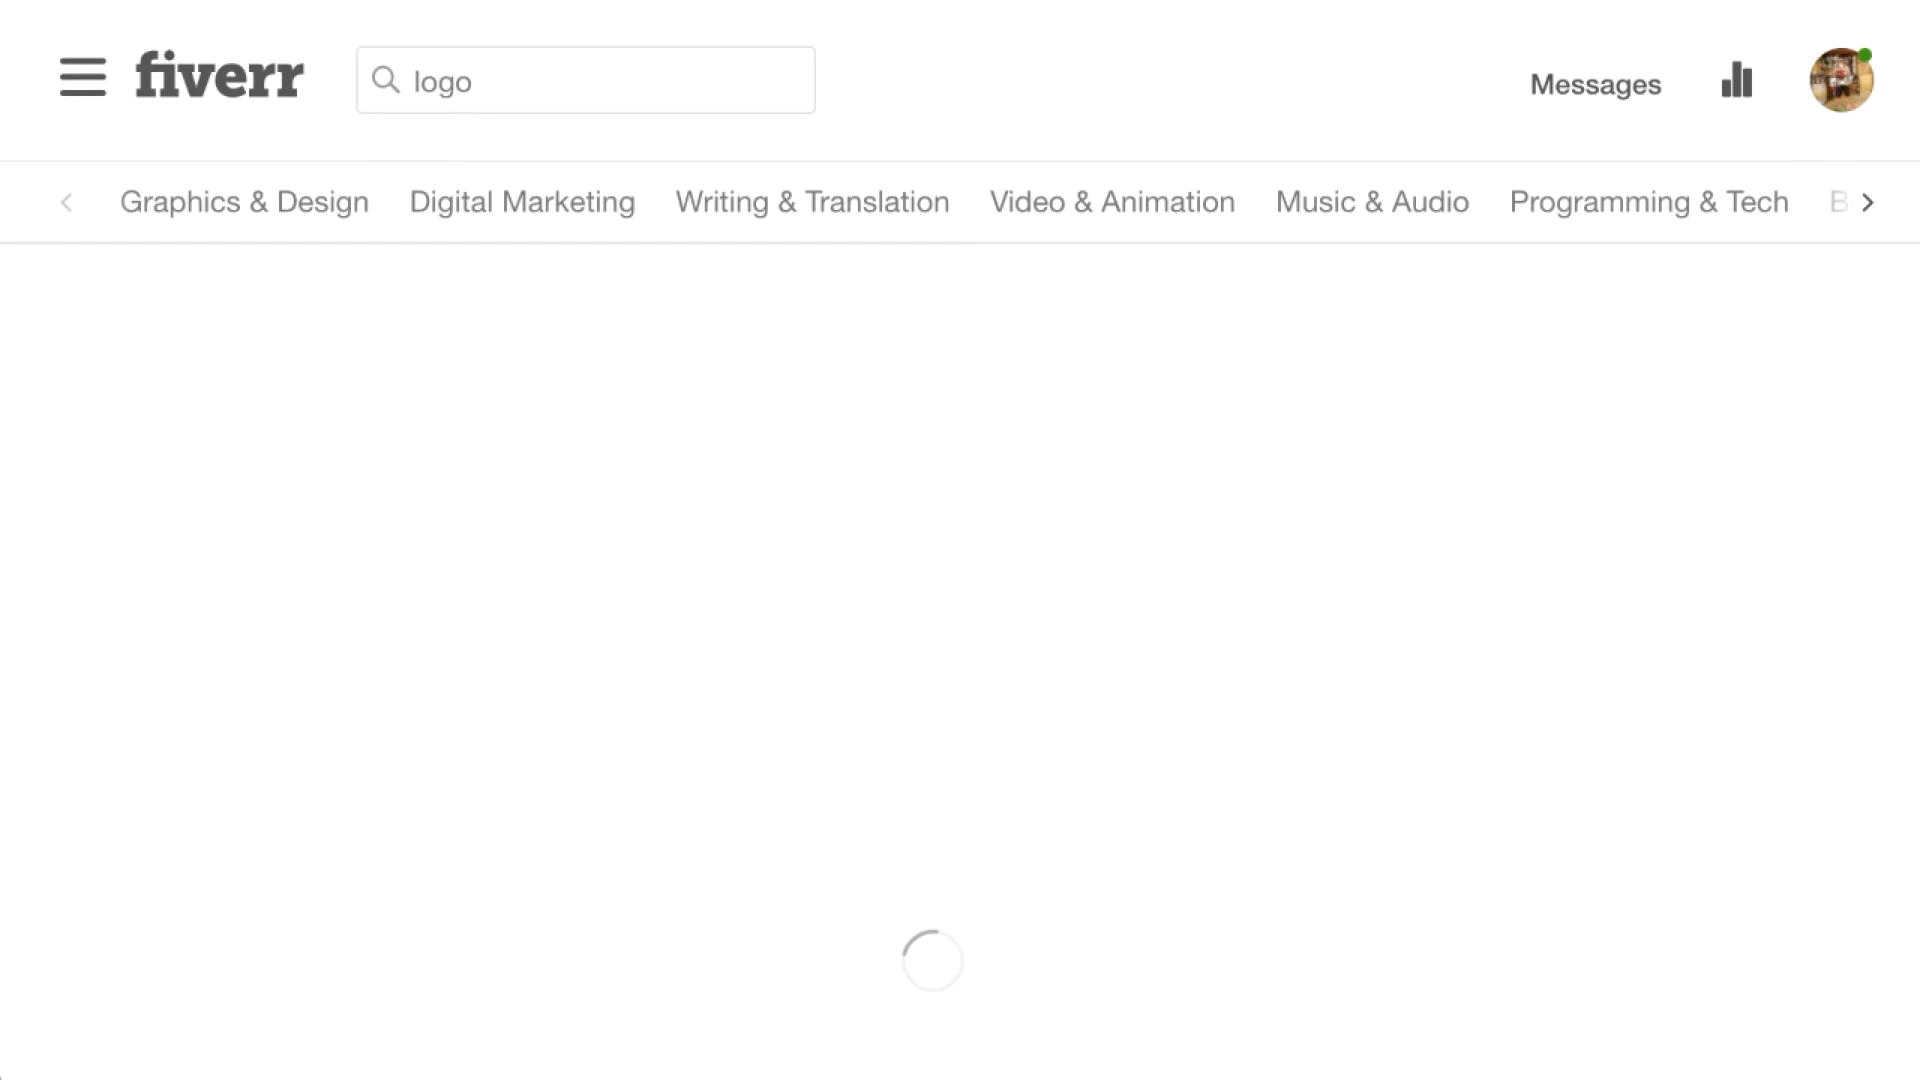 fiverr
logo
Messages
Graphics & Design Digital Marketing Writing & Translation Video & Animation Music & Audio Programming & Tech